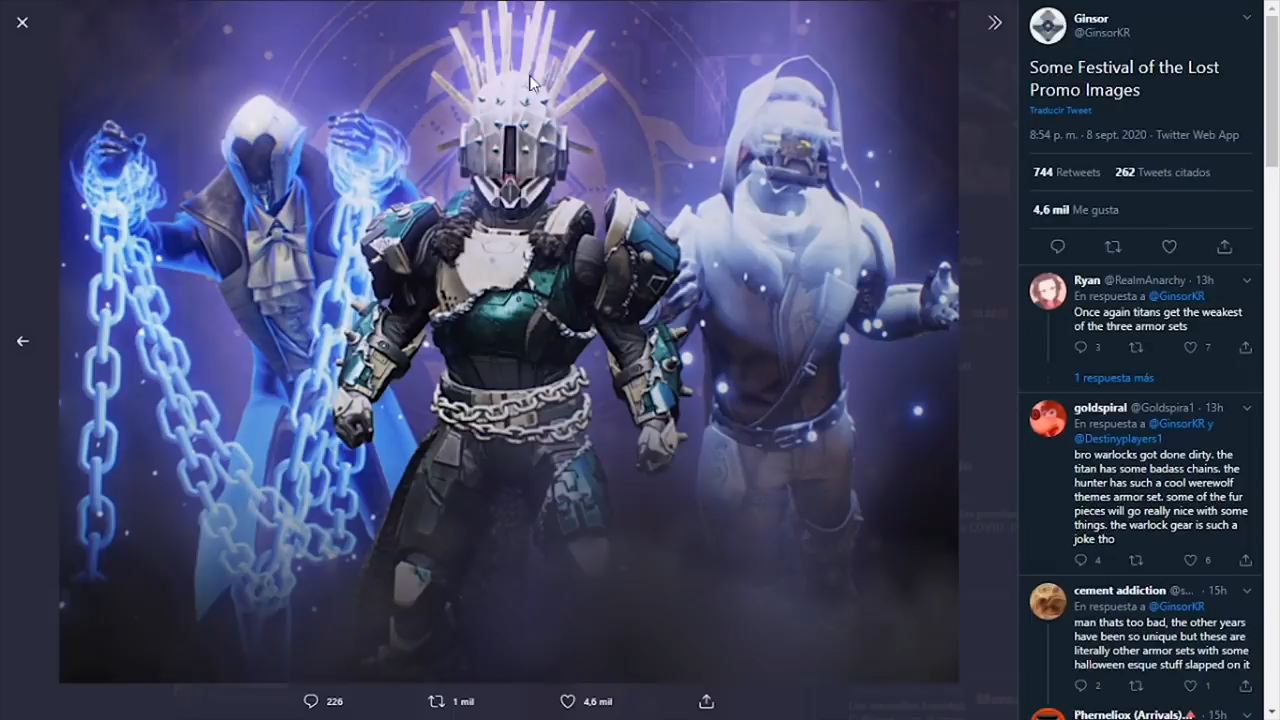 Ginsor
@GinsorKR
Some Festival of the Lost
Promo Images
Traducir Tweet
8:54 p. m. · 8 sept. 2020 · Twitter Web App
744 Retweets 262 Tweets citados
4,6 mil Me gusta
Ryan @RealmAnarchy · 13h
En respuesta a @GinsorKR
Once again titans get the weakest
of the three armor sets
3 7
1 respuesta más
goldspiral @Goldspira1 · 13h
En respuesta a @GinsorKR y
@Destinyplayers1
bro warlocks got done dirty. the
titan has some badass chains. the
hunter has such a cool werewolf
themes armor set. some of the fur
pieces will go really nice with some
things. the warlock gear is such a
joke tho
4 6
cement addiction @s... · 15h
En respuesta a @GinsorKR
man thats too bad, the other years
have been so unique but these are
literally other armor sets with some
halloween esque stuff slapped on it
2 1
Pherneliox (Arrivals)... · 15h
226 1 mil 4,6 mil